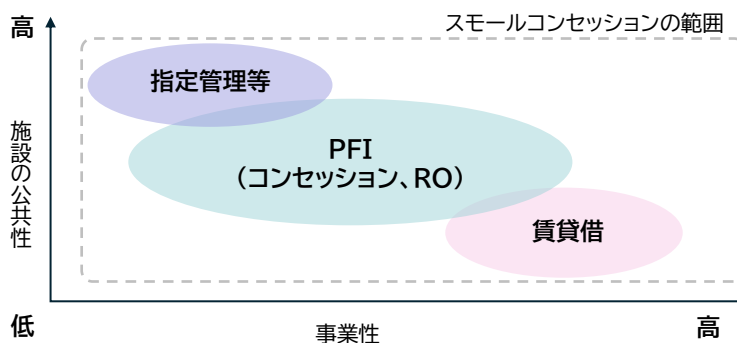 高
スモールコンセッションの範囲
指定管理等
PFI
（コンセッション、RO）
施設の公共性
賃貸借
低
事業性
高